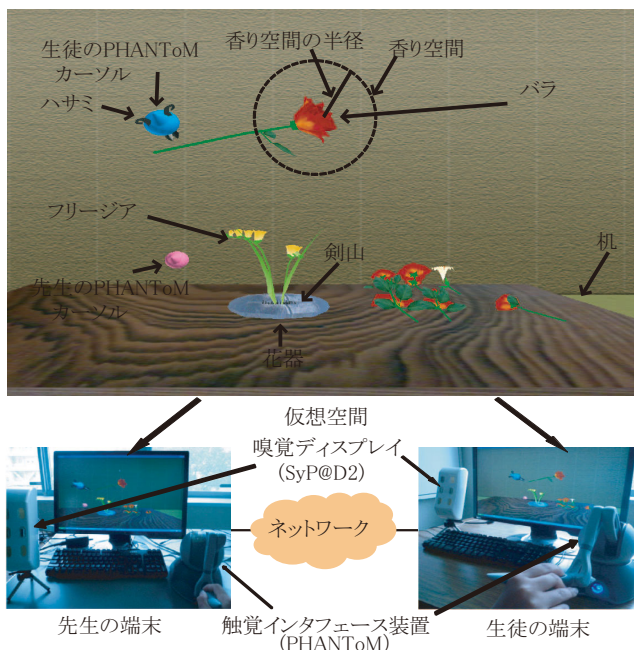 生徒のPHANToM
カーソル
ハサミ
香り空間の半径
香り空間
バラ
フリージア
先生のPHANToM
カーソル
剣山
花器
机
仮想空間
嗅覚ディスプレイ
(SyP@D2)
ネットワーク
先生の端末
触覚インタフェース装置
(PHANToM)
生徒の端末